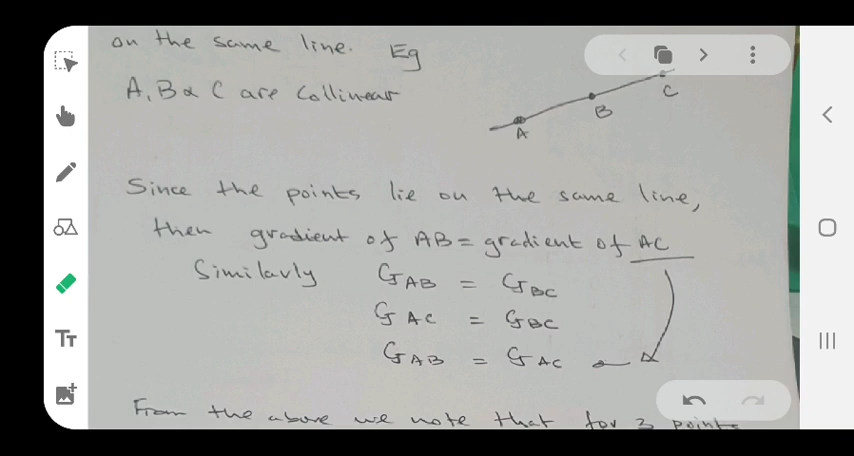 on the same line. Eg
A, B & C are Collinear
A
B
C
Since the points lie on the same line,
then gradient of AB = gradient of AC
Similarly GAB = GBC
GAC = GBC
GAB = GAC
From the above we note that for 3 points
TT